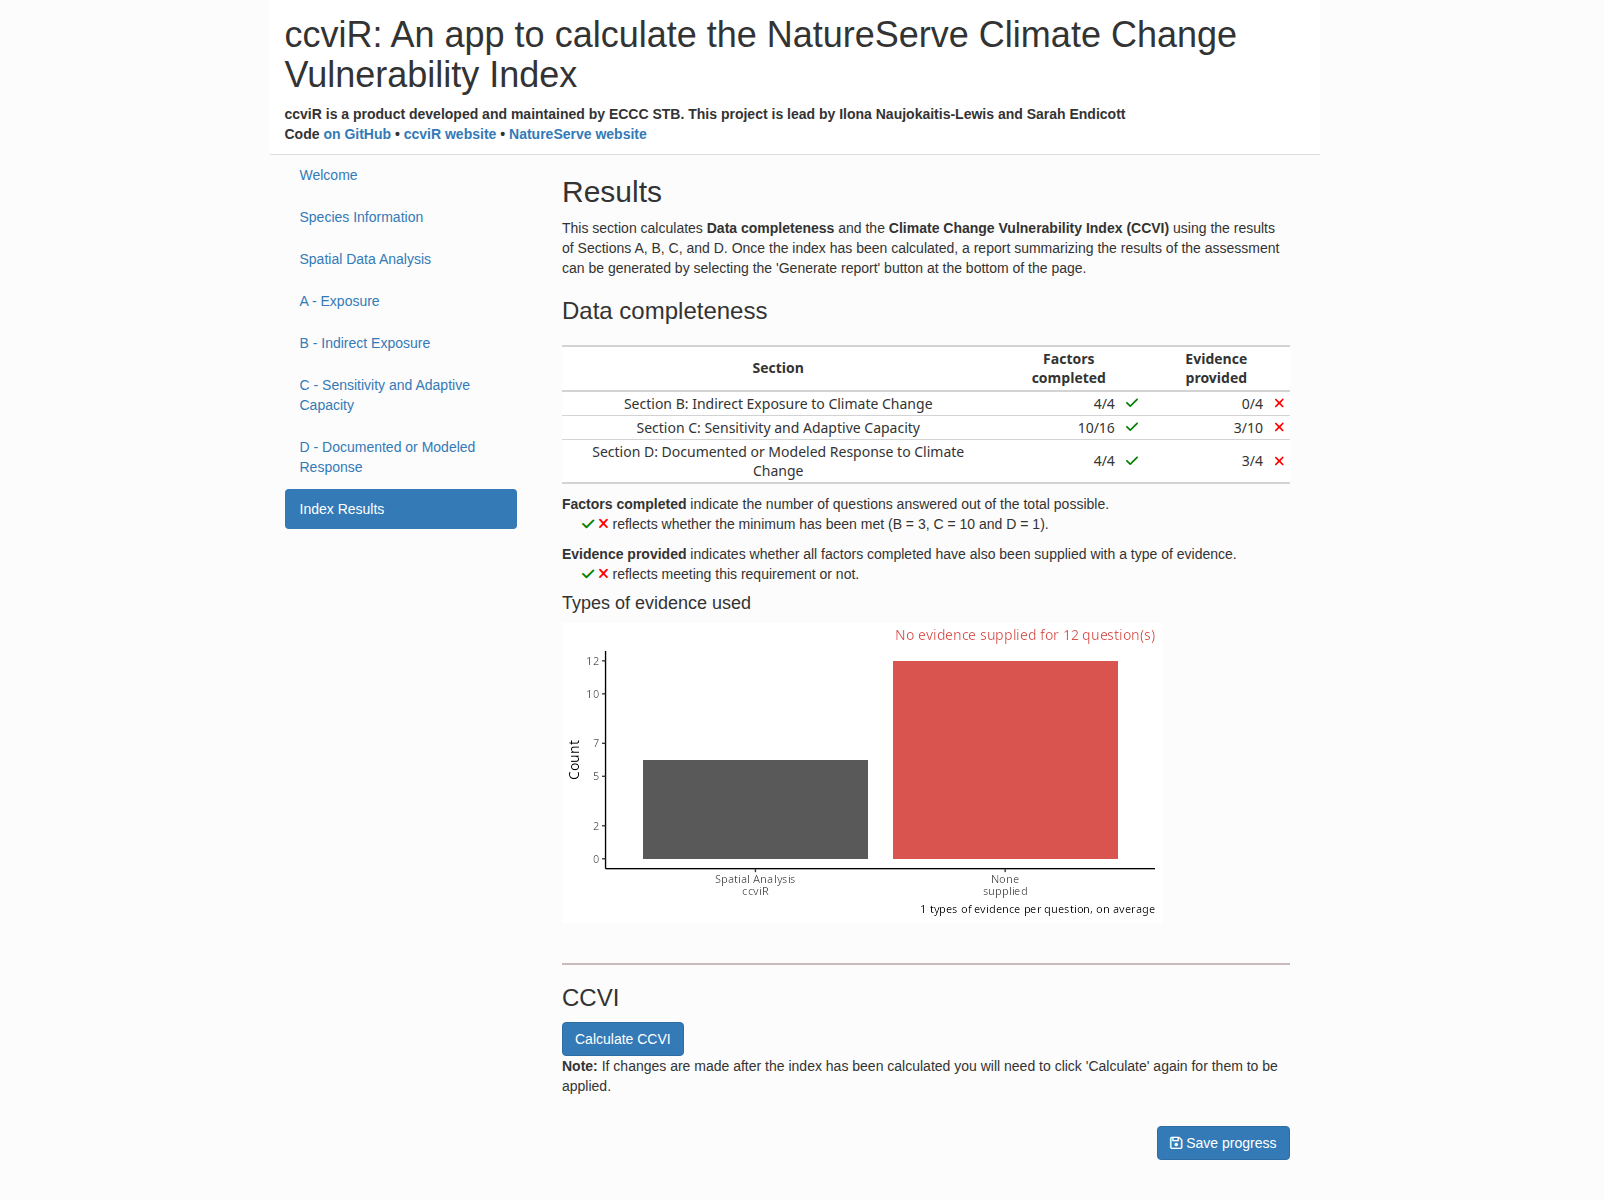 ccviR: An app to calculate the NatureServe Climate Change
Vulnerability Index
ccviR is a product developed and maintained by ECCC STB. This project is lead by Ilona Naujokaitis-Lewis and Sarah Endicott
Code on GitHub • ccviR website • NatureServe website
Welcome
Species Information
Spatial Data Analysis
A - Exposure
B - Indirect Exposure
C - Sensitivity and Adaptive
Capacity
D - Documented or Modeled
Response
Index Results
Results
This section calculates Data completeness and the Climate Change Vulnerability Index (CCVI) using the results
of Sections A, B, C, and D. Once the index has been calculated, a report summarizing the results of the assessment
can be generated by selecting the 'Generate report' button at the bottom of the page.
Data completeness
Section Factors completed Evidence provided
Section B: Indirect Exposure to Climate Change 4/4 ✓ 0/4 ✗
Section C: Sensitivity and Adaptive Capacity 10/16 ✓ 3/10 ✗
Section D: Documented or Modeled Response to Climate
Change 4/4 ✓ 3/4 ✗
Factors completed indicate the number of questions answered out of the total possible.
✓ ✗ reflects whether the minimum has been met (B = 3, C = 10 and D = 1).
Evidence provided indicates whether all factors completed have also been supplied with a type of evidence.
✓ ✗ reflects meeting this requirement or not.
Types of evidence used
No evidence supplied for 12 question(s)
12
10
7
5
2
0
Count
Spatial Analysis
ccviR
None
supplied
1 types of evidence per question, on average
CCVI
Calculate CCVI
Note: If changes are made after the index has been calculated you will need to click 'Calculate' again for them to be
applied.
Save progress